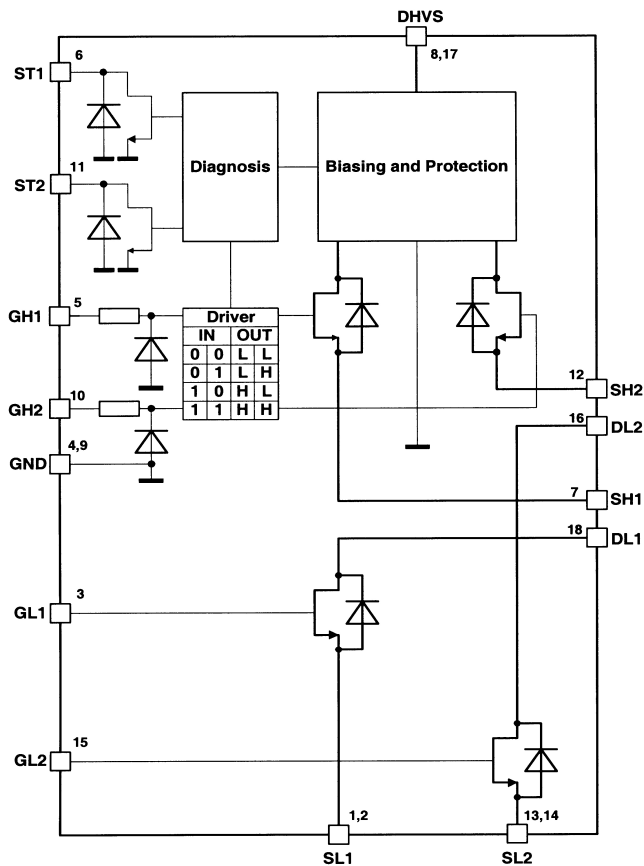 DHVS
8,17
6
ST1
11
ST2
Diagnosis
Biasing and Protection
5
GH1
Driver
IN OUT
0 0 L L
0 1 L H
1 0 H L
1 1 H H
10
GH2
4,9
GND
12
SH2
16
DL2
7
SH1
18
DL1
3
GL1
15
GL2
1,2
SL1
13,14
SL2